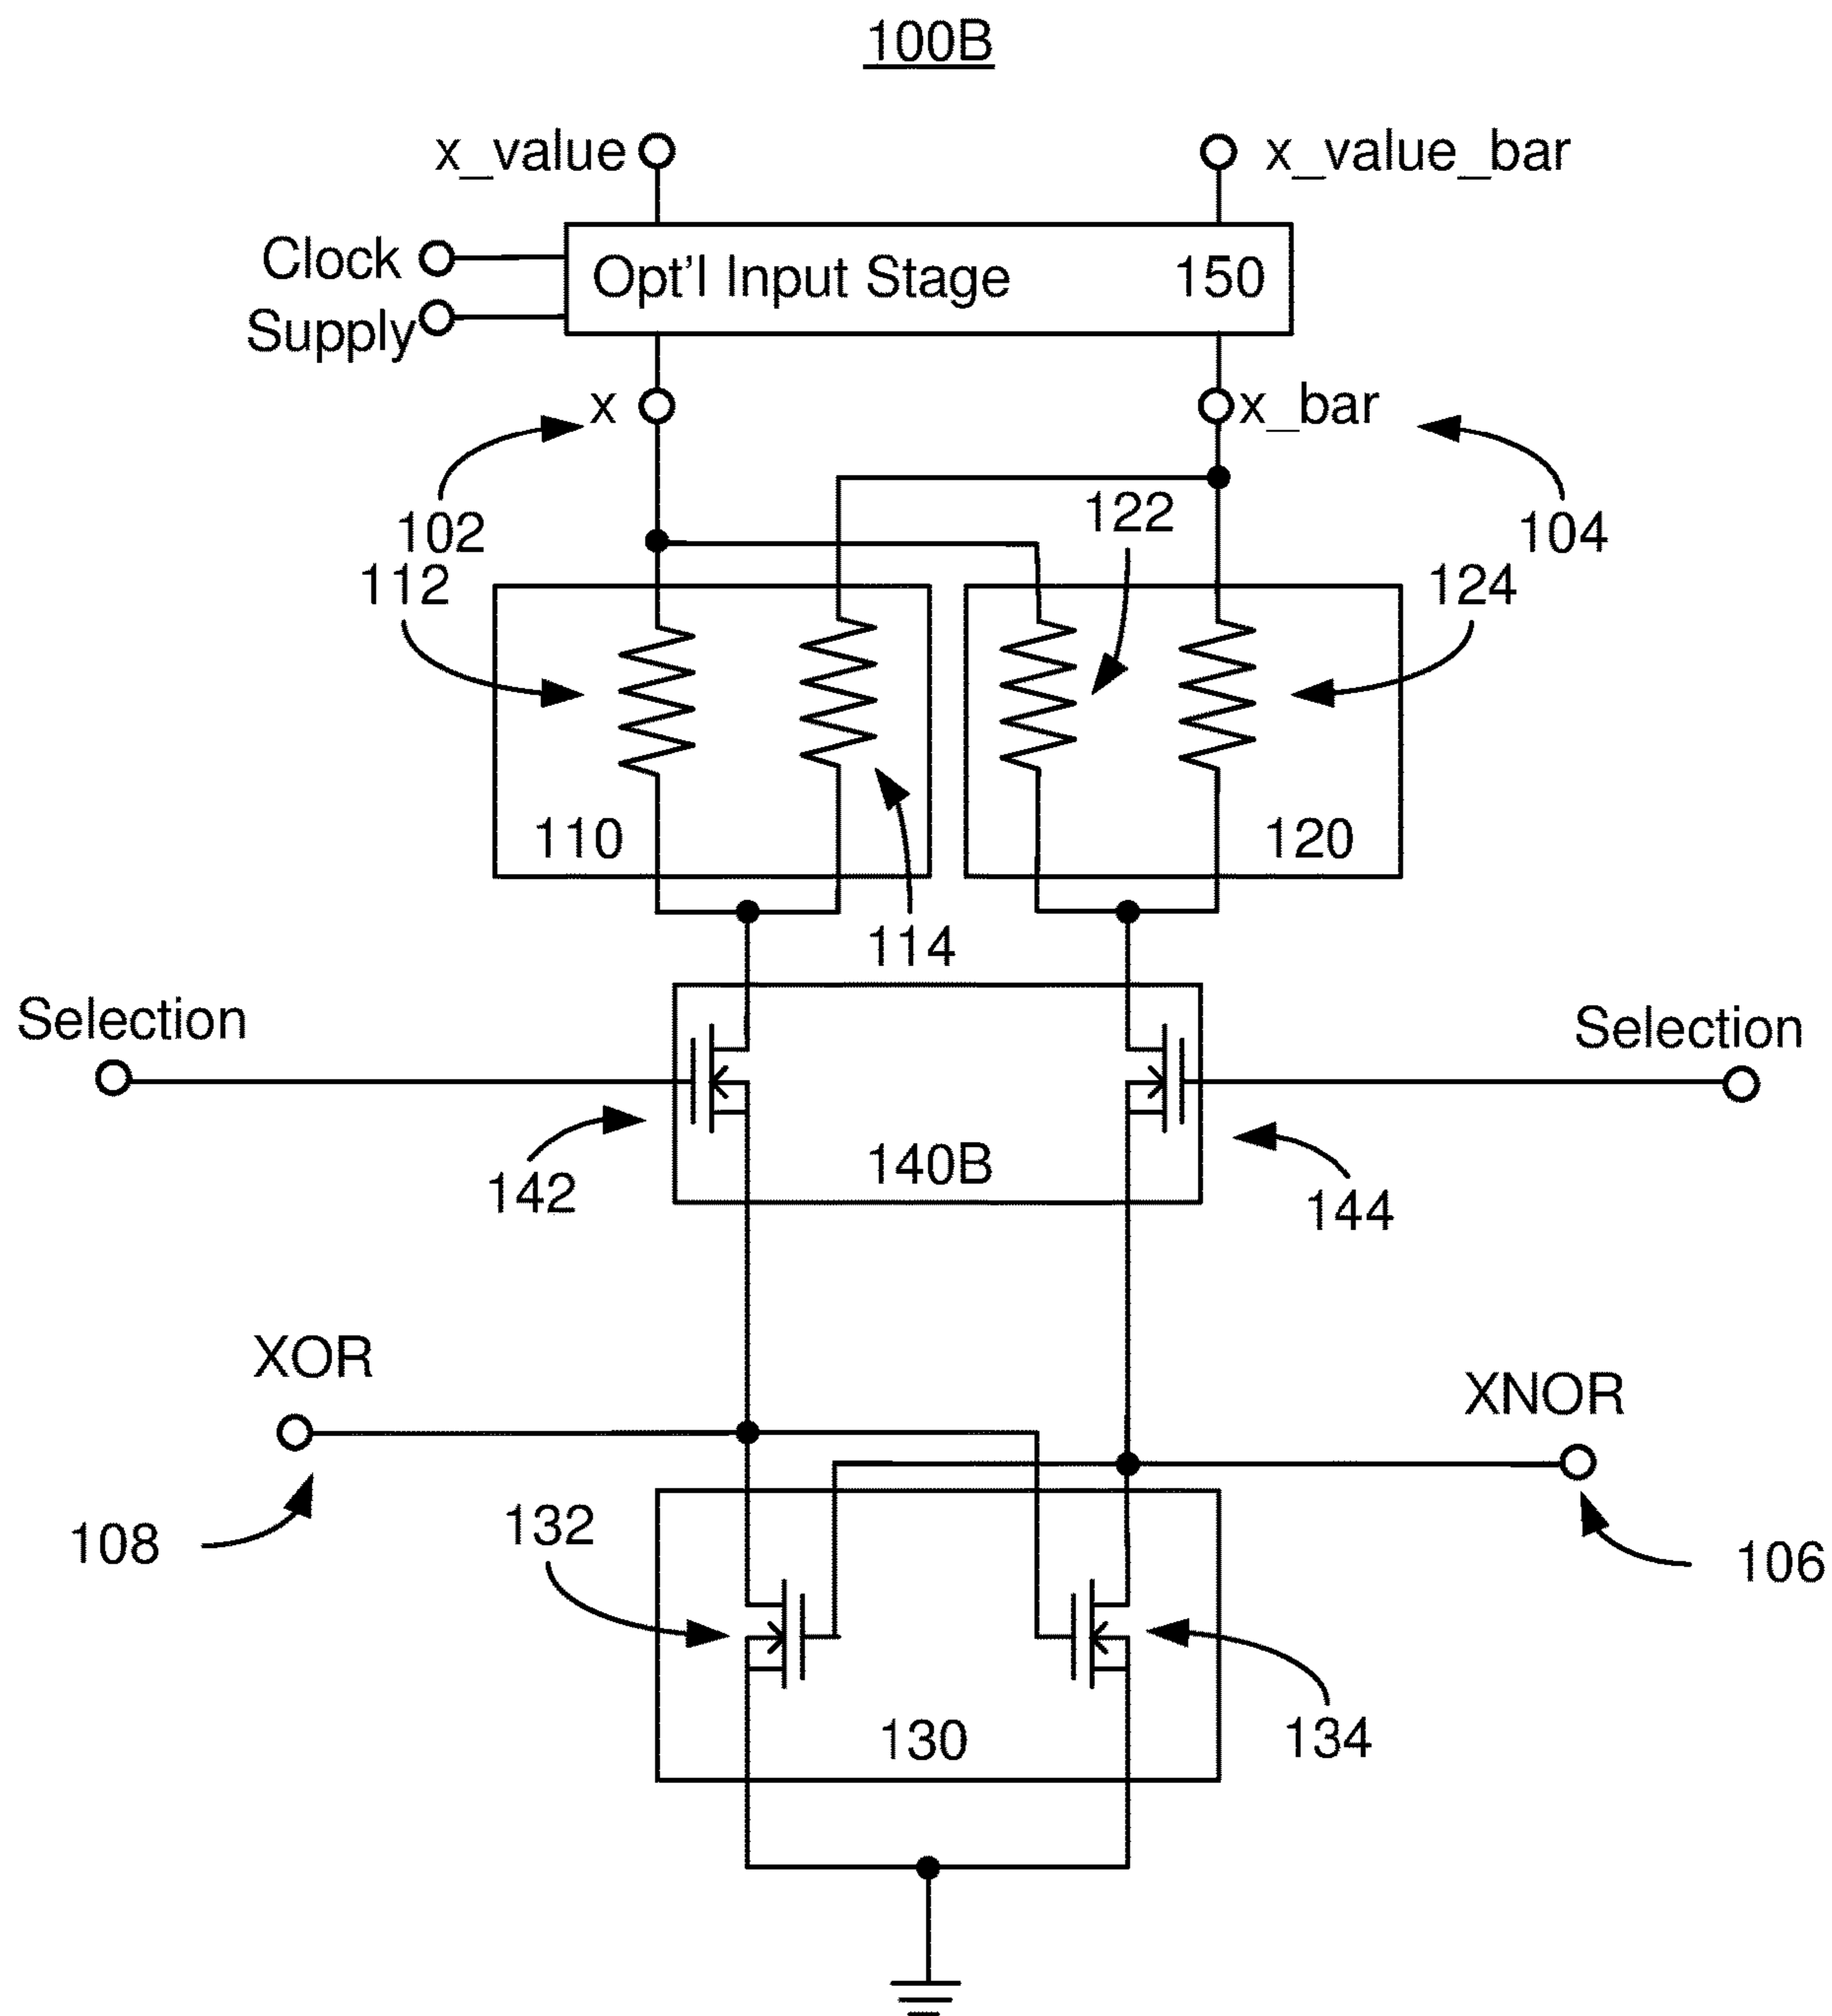 100B
x_value
x_value_bar
Clock
Opt'l Input Stage 150
Supply
x
x_bar
102
122
104
112
124
110
120
114
Selection
Selection
142
140B
144
XOR
XNOR
108
132
106
130
134